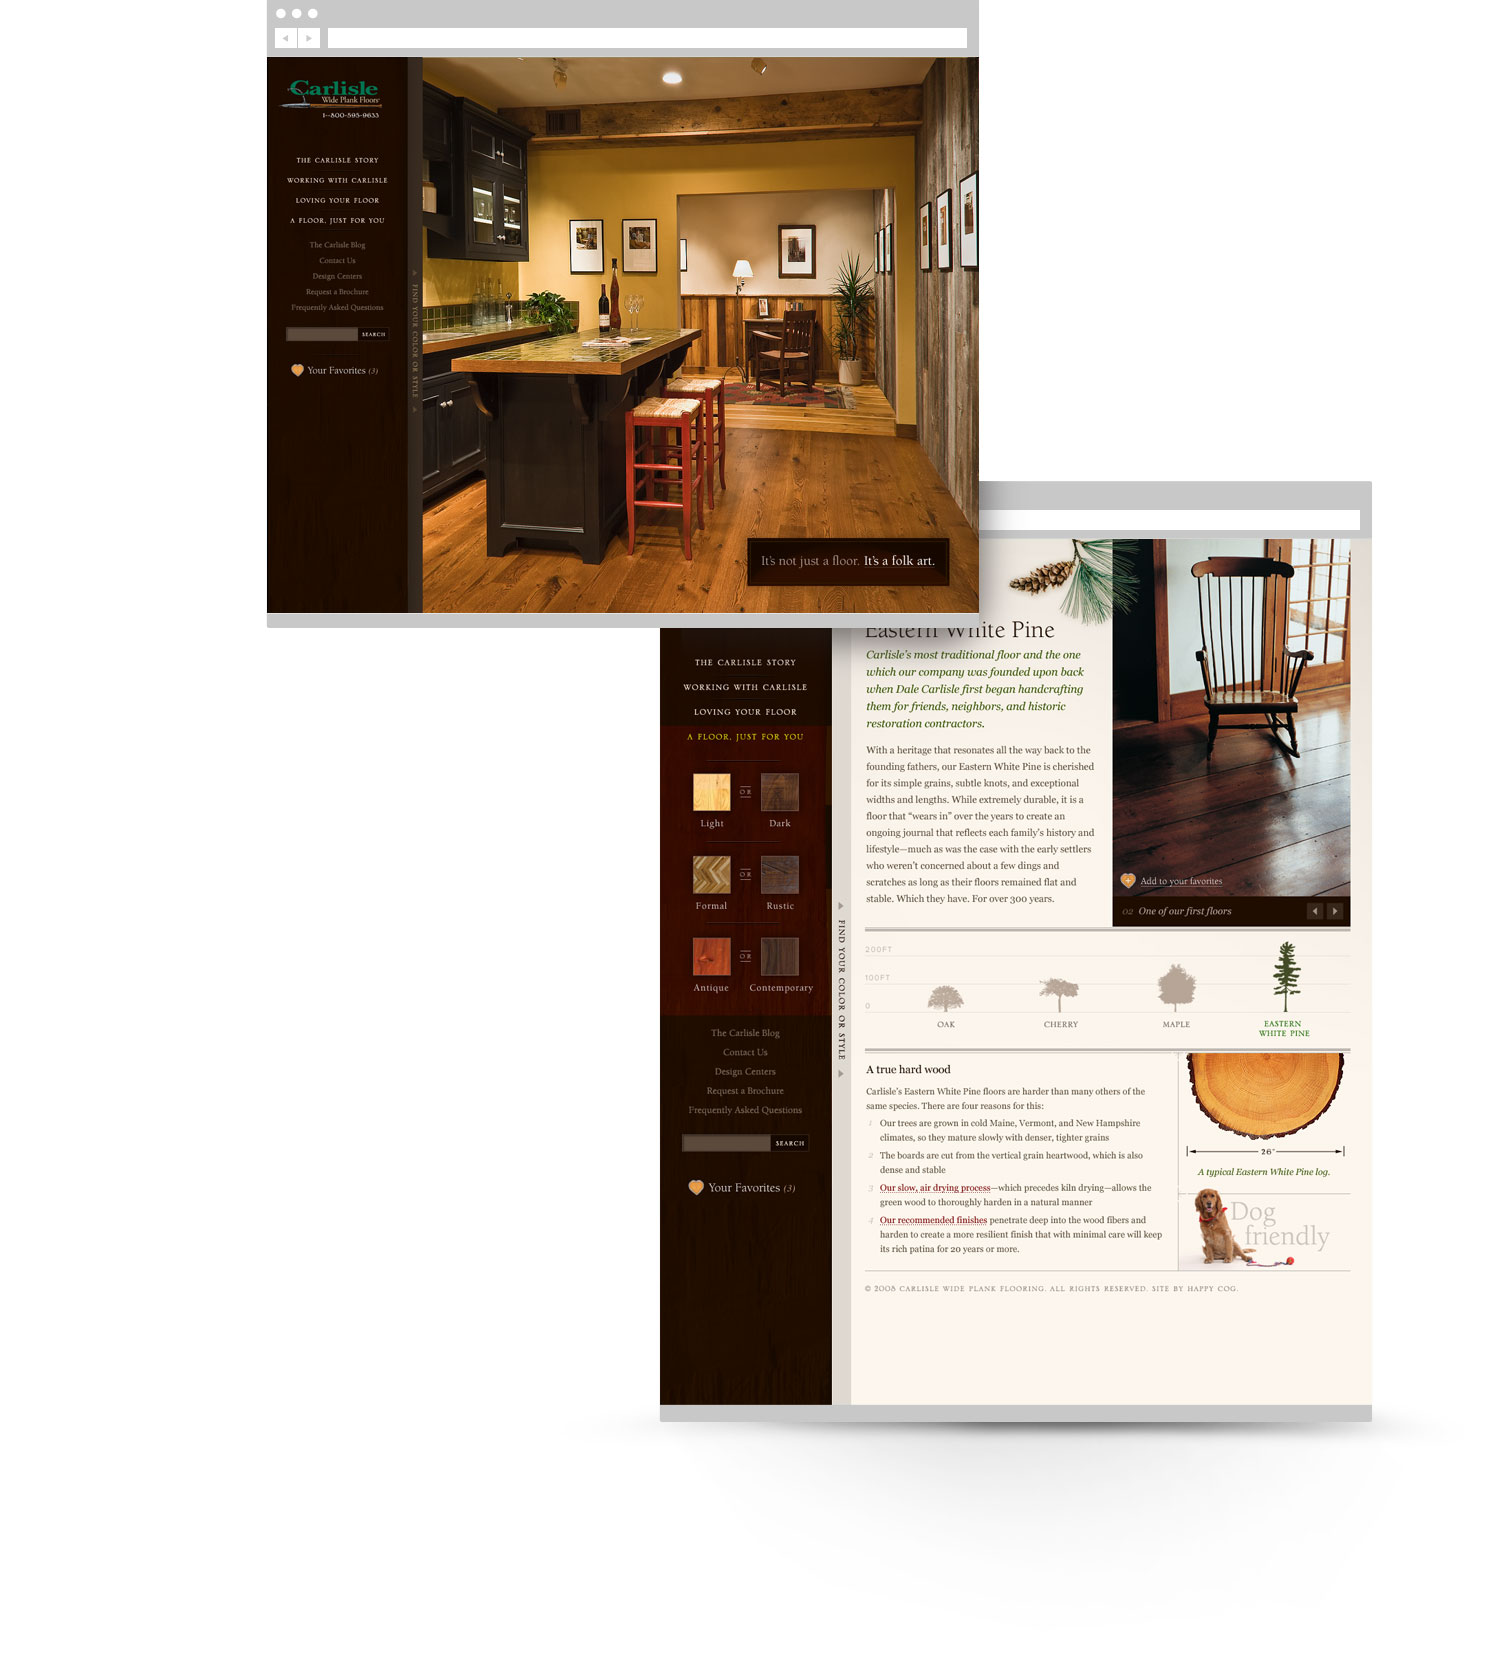 Carlisle
Wide Plank Floors
1--800-595-9633
THE CARLISLE STORY
WORKING WITH CARLISLE
LOVING YOUR FLOOR
A FLOOR, JUST FOR YOU
The Carlisle Blog
Contact Us
Design Centers
Request a Brochure
Frequently Asked Questions
SEARCH
Your Favorites (3)
FIND YOUR COLOR OR STYLE
It's not just a floor. It's a folk art.
THE CARLISLE STORY
WORKING WITH CARLISLE
LOVING YOUR FLOOR
A FLOOR, JUST FOR YOU
OR
Light
Dark
OR
Formal
Rustic
OR
Antique
Contemporary
The Carlisle Blog
Contact Us
Design Centers
Request a Brochure
Frequently Asked Questions
SEARCH
Your Favorites (3)
FIND YOUR COLOR OR STYLE
Eastern White Pine
Carlisle's most traditional floor and the one
which our company was founded upon back
when Dale Carlisle first began handcrafting
them for friends, neighbors, and historic
restoration contractors.
With a heritage that resonates all the way back to the
founding fathers, our Eastern White Pine is cherished
for its simple grains, subtle knots, and exceptional
widths and lengths. While extremely durable, it is a
floor that “wears in” over the years to create an
ongoing journal that reflects each family's history and
lifestyle—much as was the case with the early settlers
who weren't concerned about a few dings and
scratches as long as their floors remained flat and
stable. Which they have. For over 300 years.
Add to your favorites
02 One of our first floors
200FT
100FT
0
OAK
CHERRY
MAPLE
EASTERN
WHITE PINE
A true hard wood
Carlisle's Eastern White Pine floors are harder than many others of the
same species. There are four reasons for this:
1 Our trees are grown in cold Maine, Vermont, and New Hampshire
climates, so they mature slowly with denser, tighter grains
2 The boards are cut from the vertical grain heartwood, which is also
dense and stable
3 Our slow, air drying process—which precedes kiln drying—allows the
green wood to thoroughly harden in a natural manner
4 Our recommended finishes penetrate deep into the wood fibers and
harden to create a more resilient finish that with minimal care will keep
its rich patina for 20 years or more.
26"
A typical Eastern White Pine log.
Dog
friendly
© 2008 CARLISLE WIDE PLANK FLOORING. ALL RIGHTS RESERVED. SITE BY HAPPY COG.